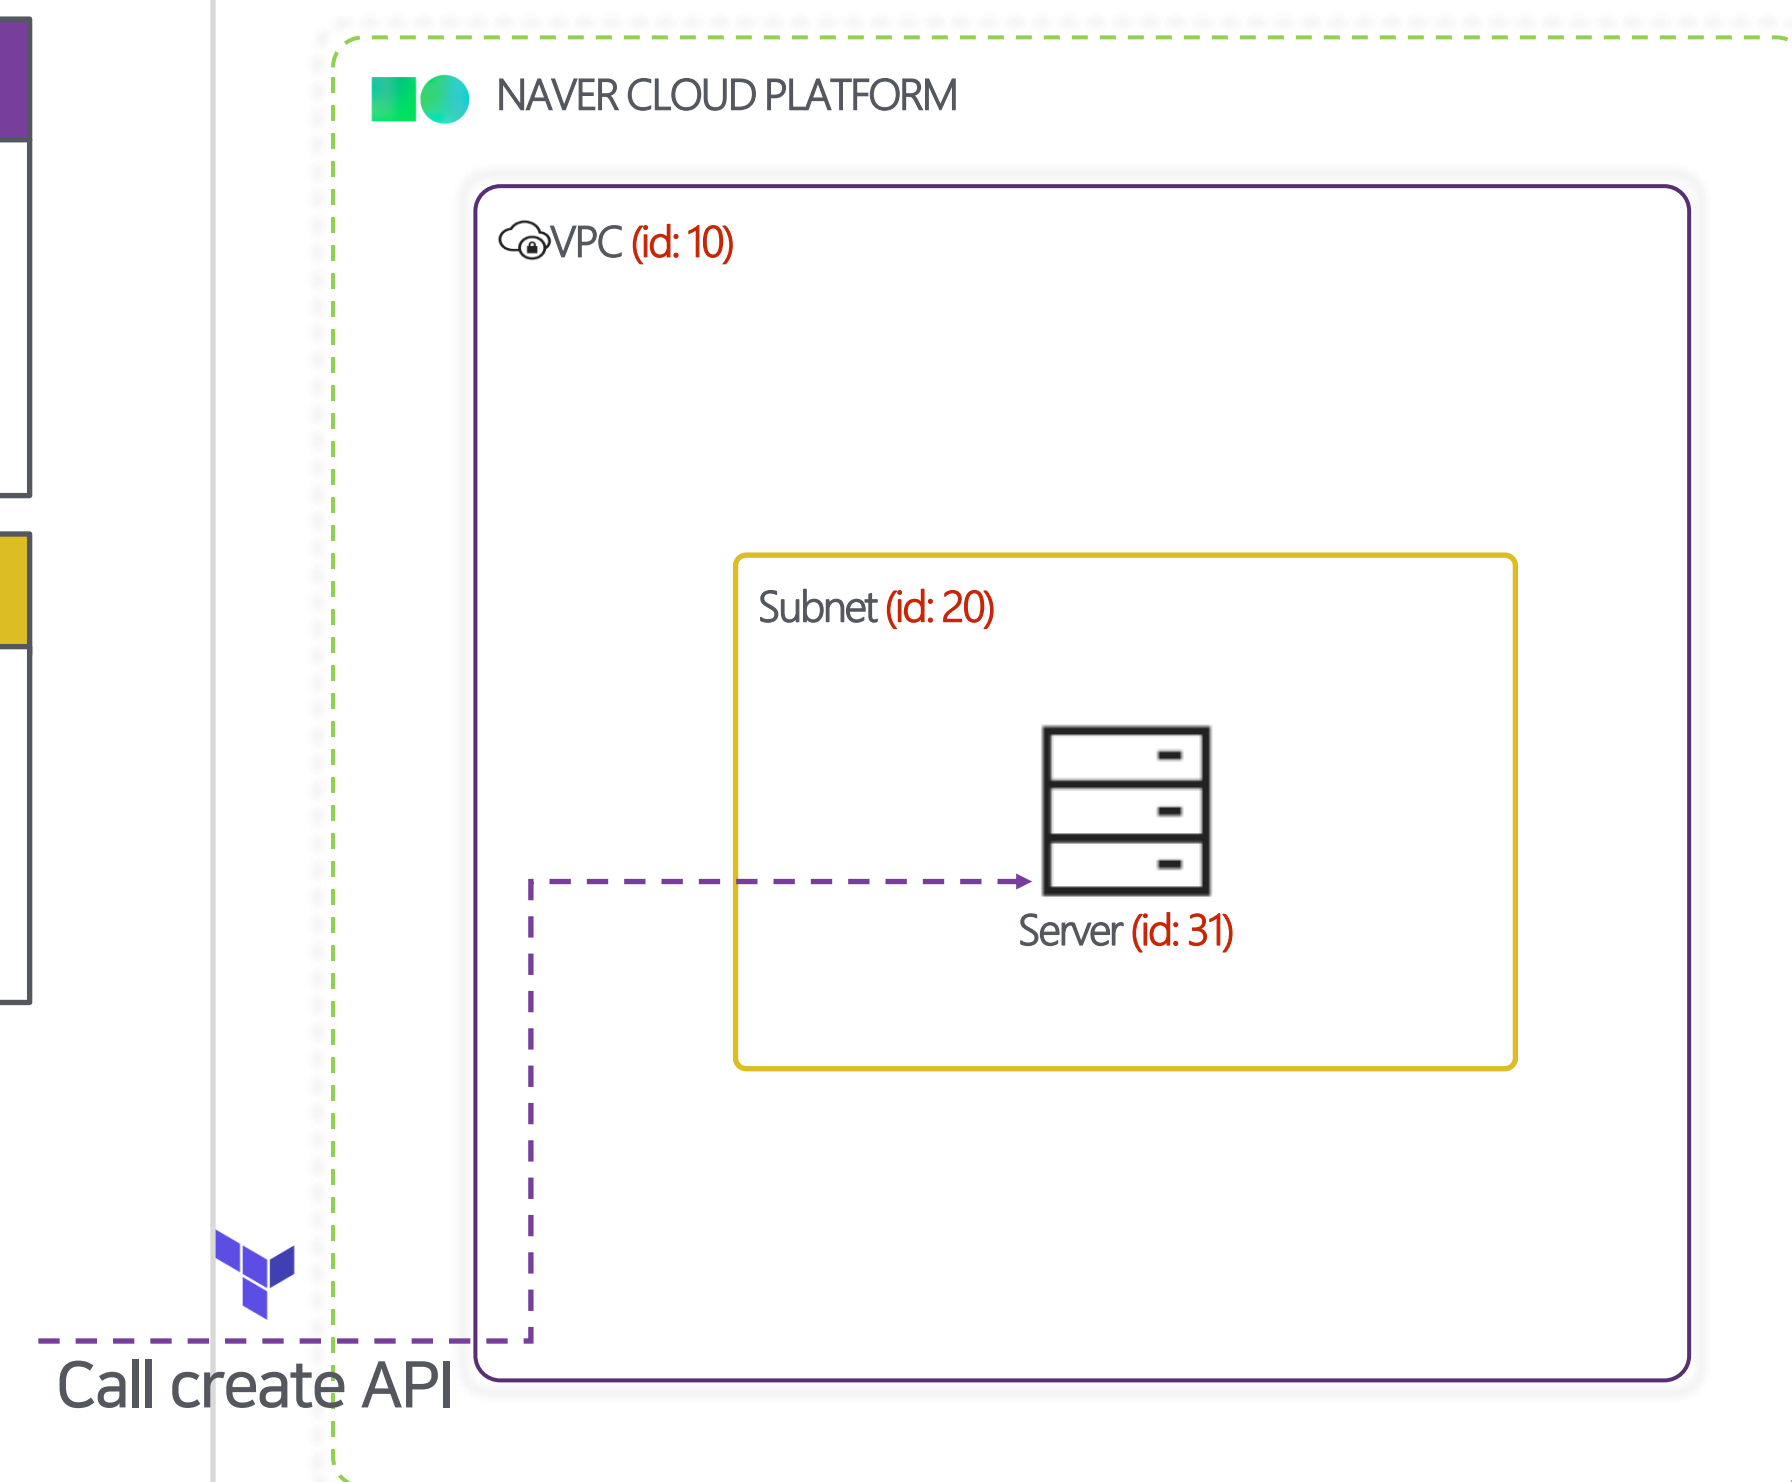 NAVER CLOUD PLATFORM
VPC (id: 10)
Subnet (id: 20)
Server (id: 31)
Call create API